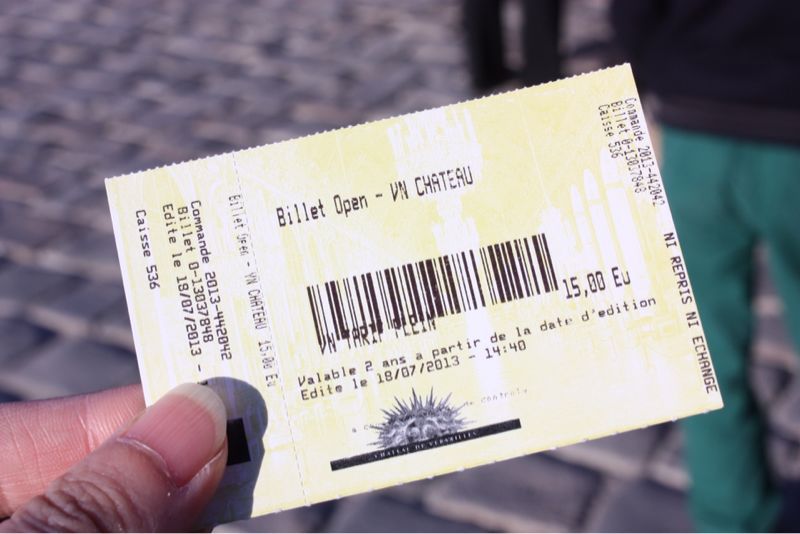 Caisse 536
Commande 2013-442042
Billet 0-13037848
Edite le 18/07/2013 -
Billet Open - VN CHATEAU 15,00 Eu
Billet Open - VN CHATEAU
15,00 Eu
VN TARIF PLEIN
Valable 2 ans a partir de la date d'edition
Edite le 18/07/2013 - 14:40
CHATEAU DE VERSAILLES
Commande 2013-442042
Billet 0-13037848
Caisse 536
NI REPRIS NI ECHANGE